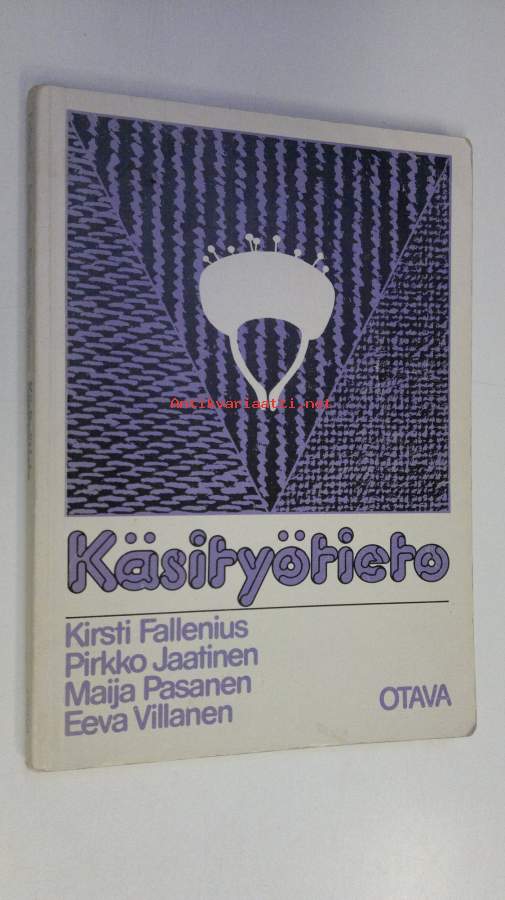 Antikvariaatti.net
Käsityötieto
Kirsti Fallenius
Pirkko Jaatinen
Maija Pasanen
Eeva Villanen
OTAVA